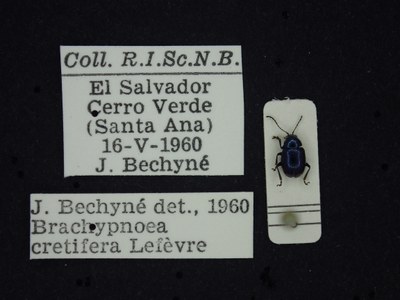 Coll. R.I.Sc.N.B.
El Salvador
Cerro Verde
(Santa Ana)
16-V-1960
J. Bechyné
J. Bechyné det., 1960
Brachypnoea
cretifera Lefèvre